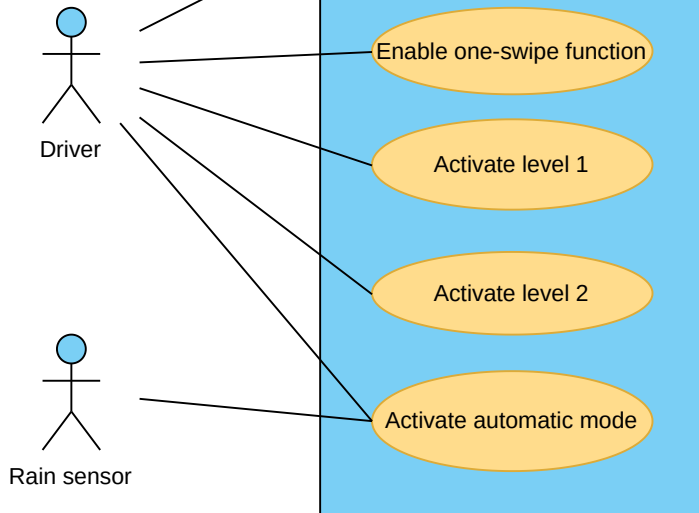 Enable one-swipe function
Driver
Activate level 1
Activate level 2
Activate automatic mode
Rain sensor